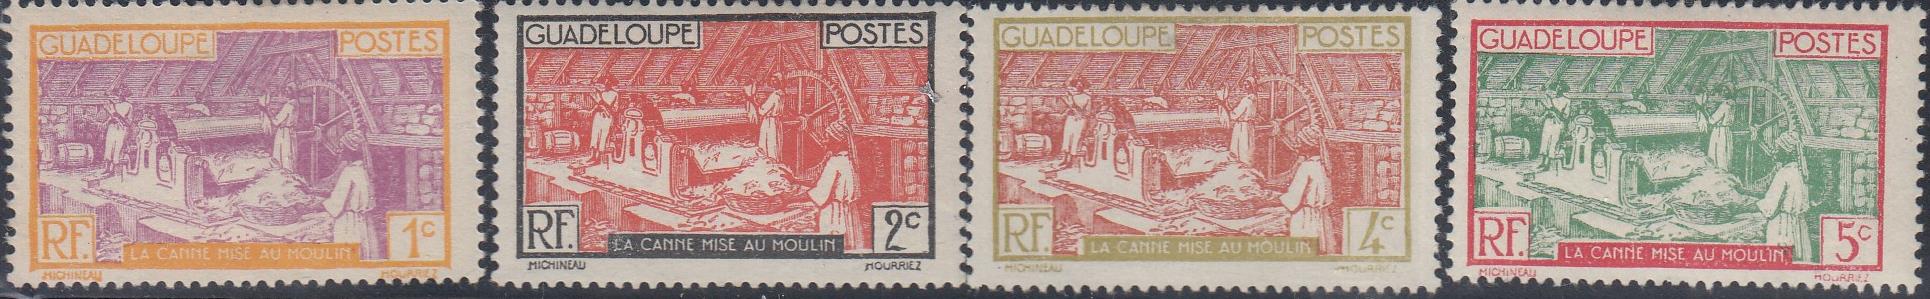 GUADELOUPE POSTES
RF. 1c
LA CANNE MISE AU MOULIN
MICHINEAU HOURRIEZ
GUADELOUPE POSTES
RF. 2c
LA CANNE MISE AU MOULIN
MICHINEAU HOURRIEZ
GUADELOUPE POSTES
RF. 4c
LA CANNE MISE AU MOULIN
MICHINEAU HOURRIEZ
GUADELOUPE POSTES
RF. 5c
LA CANNE MISE AU MOULIN
MICHINEAU HOURRIEZ